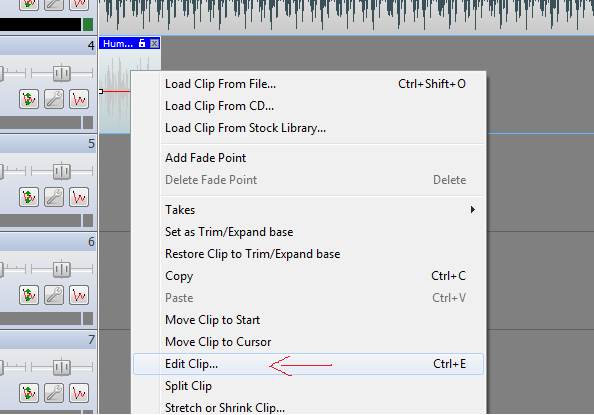 4
Hum...
Load Clip From File... Ctrl+Shift+O
Load Clip From CD...
Load Clip From Stock Library...
5
Add Fade Point
Delete Fade Point Delete
Takes
Set as Trim/Expand base
6
Restore Clip to Trim/Expand base
Copy Ctrl+C
Paste Ctrl+V
Move Clip to Start
7
Move Clip to Cursor
Edit Clip... Ctrl+E
Split Clip
Stretch or Shrink Clip...